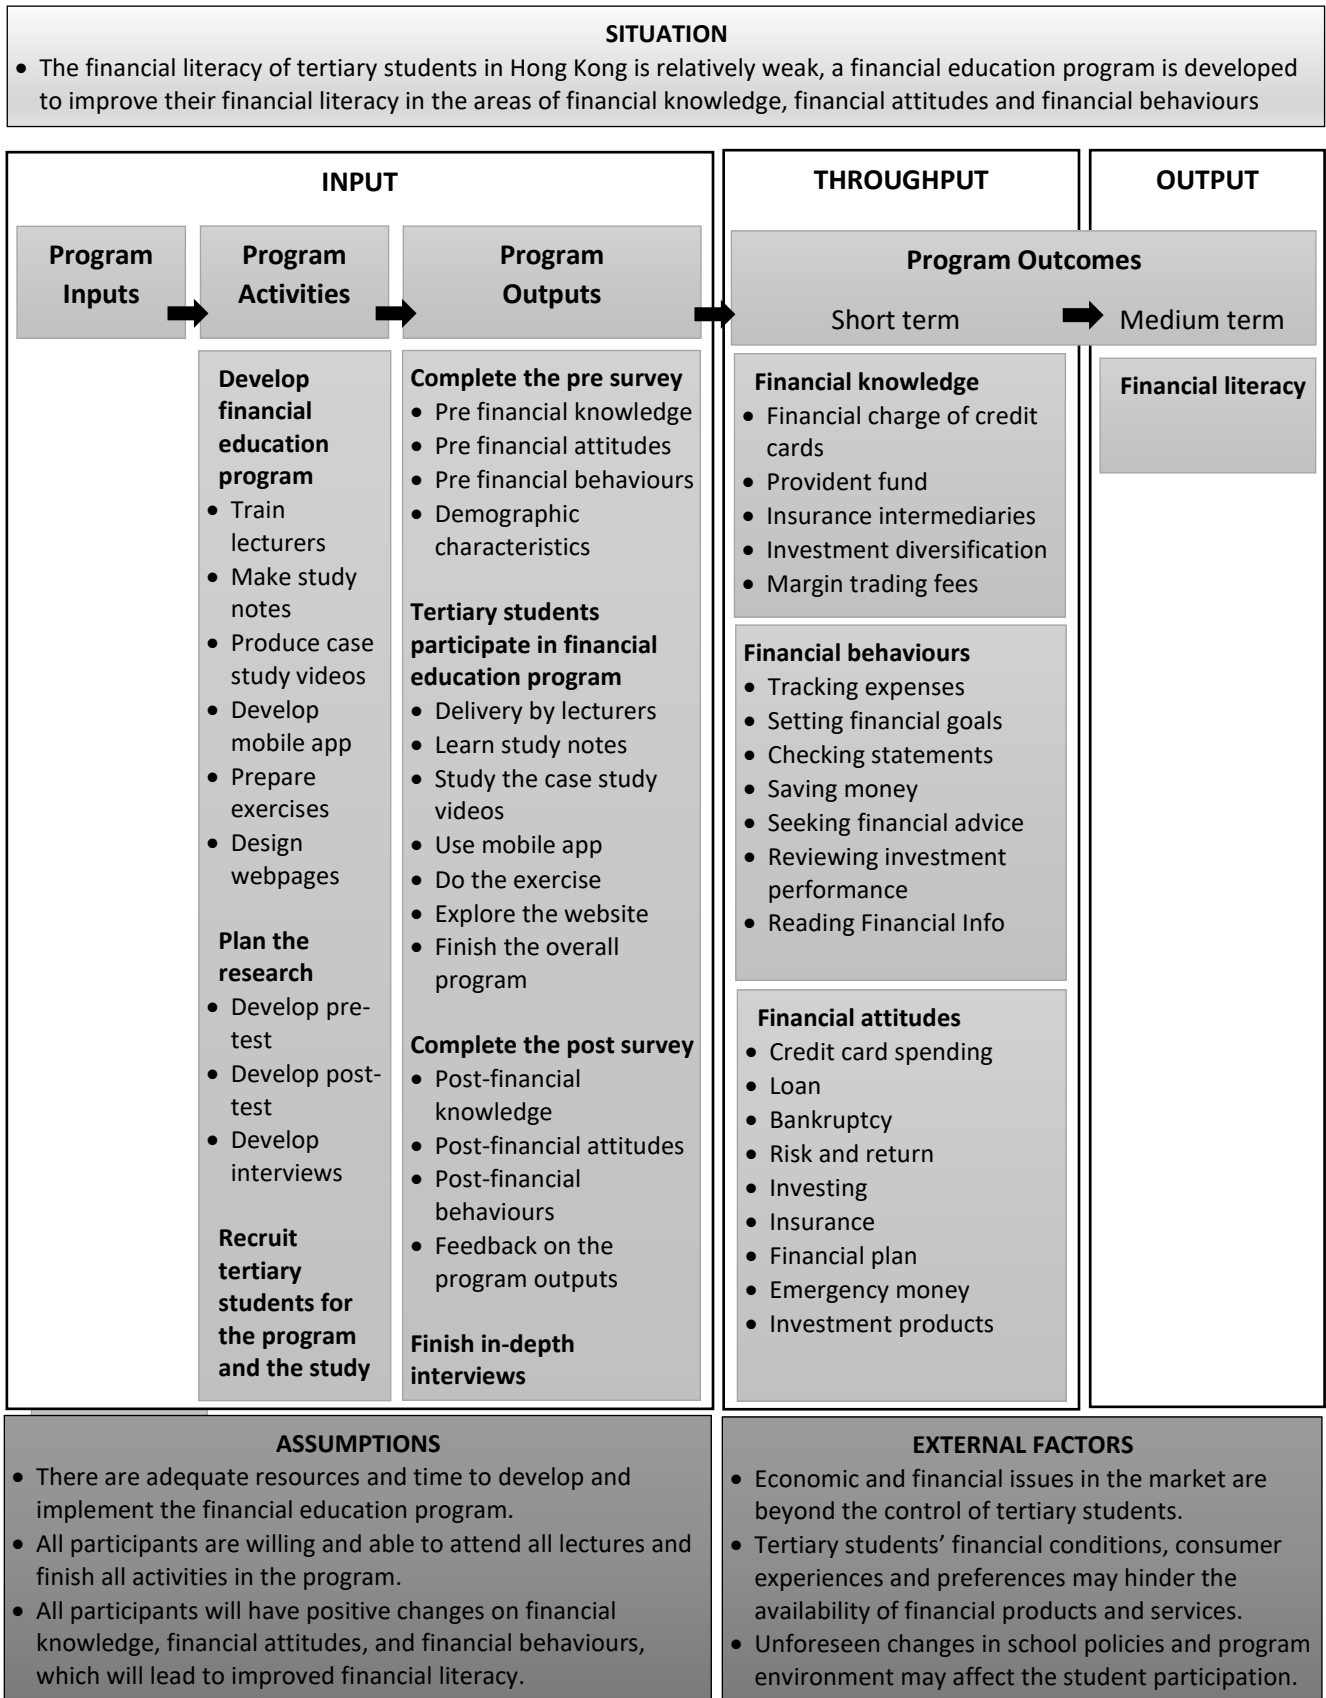 SITUATION
• The financial literacy of tertiary students in Hong Kong is relatively weak, a financial education program is developed
to improve their financial literacy in the areas of financial knowledge, financial attitudes and financial behaviours
INPUT
Program
Inputs
Program
Activities
Develop
financial
education
program
• Train
lecturers
• Make study
notes
• Produce case
study videos
• Develop
mobile app
• Prepare
exercises
• Design
webpages
Plan the
research
• Develop pre-
test
• Develop post-
test
• Develop
interviews
Recruit
tertiary
students for
the program
and the study
Program
Outputs
Complete the pre survey
• Pre financial knowledge
• Pre financial attitudes
• Pre financial behaviours
• Demographic
characteristics
Tertiary students
participate in financial
education program
• Delivery by lecturers
• Learn study notes
• Study the case study
videos
• Use mobile app
• Do the exercise
• Explore the website
• Finish the overall
program
Complete the post survey
• Post-financial
knowledge
• Post-financial attitudes
• Post-financial
behaviours
• Feedback on the
program outputs
Finish in-depth
interviews
THROUGHPUT
OUTPUT
Program Outcomes
Short term
Medium term
Financial knowledge
• Financial charge of credit
cards
• Provident fund
• Insurance intermediaries
• Investment diversification
• Margin trading fees
Financial behaviours
• Tracking expenses
• Setting financial goals
• Checking statements
• Saving money
• Seeking financial advice
• Reviewing investment
performance
• Reading Financial Info
Financial attitudes
• Credit card spending
• Loan
• Bankruptcy
• Risk and return
• Investing
• Insurance
• Financial plan
• Emergency money
• Investment products
Financial literacy
ASSUMPTIONS
• There are adequate resources and time to develop and
implement the financial education program.
• All participants are willing and able to attend all lectures and
finish all activities in the program.
• All participants will have positive changes on financial
knowledge, financial attitudes, and financial behaviours,
which will lead to improved financial literacy.
EXTERNAL FACTORS
• Economic and financial issues in the market are
beyond the control of tertiary students.
• Tertiary students’ financial conditions, consumer
experiences and preferences may hinder the
availability of financial products and services.
• Unforeseen changes in school policies and program
environment may affect the student participation.